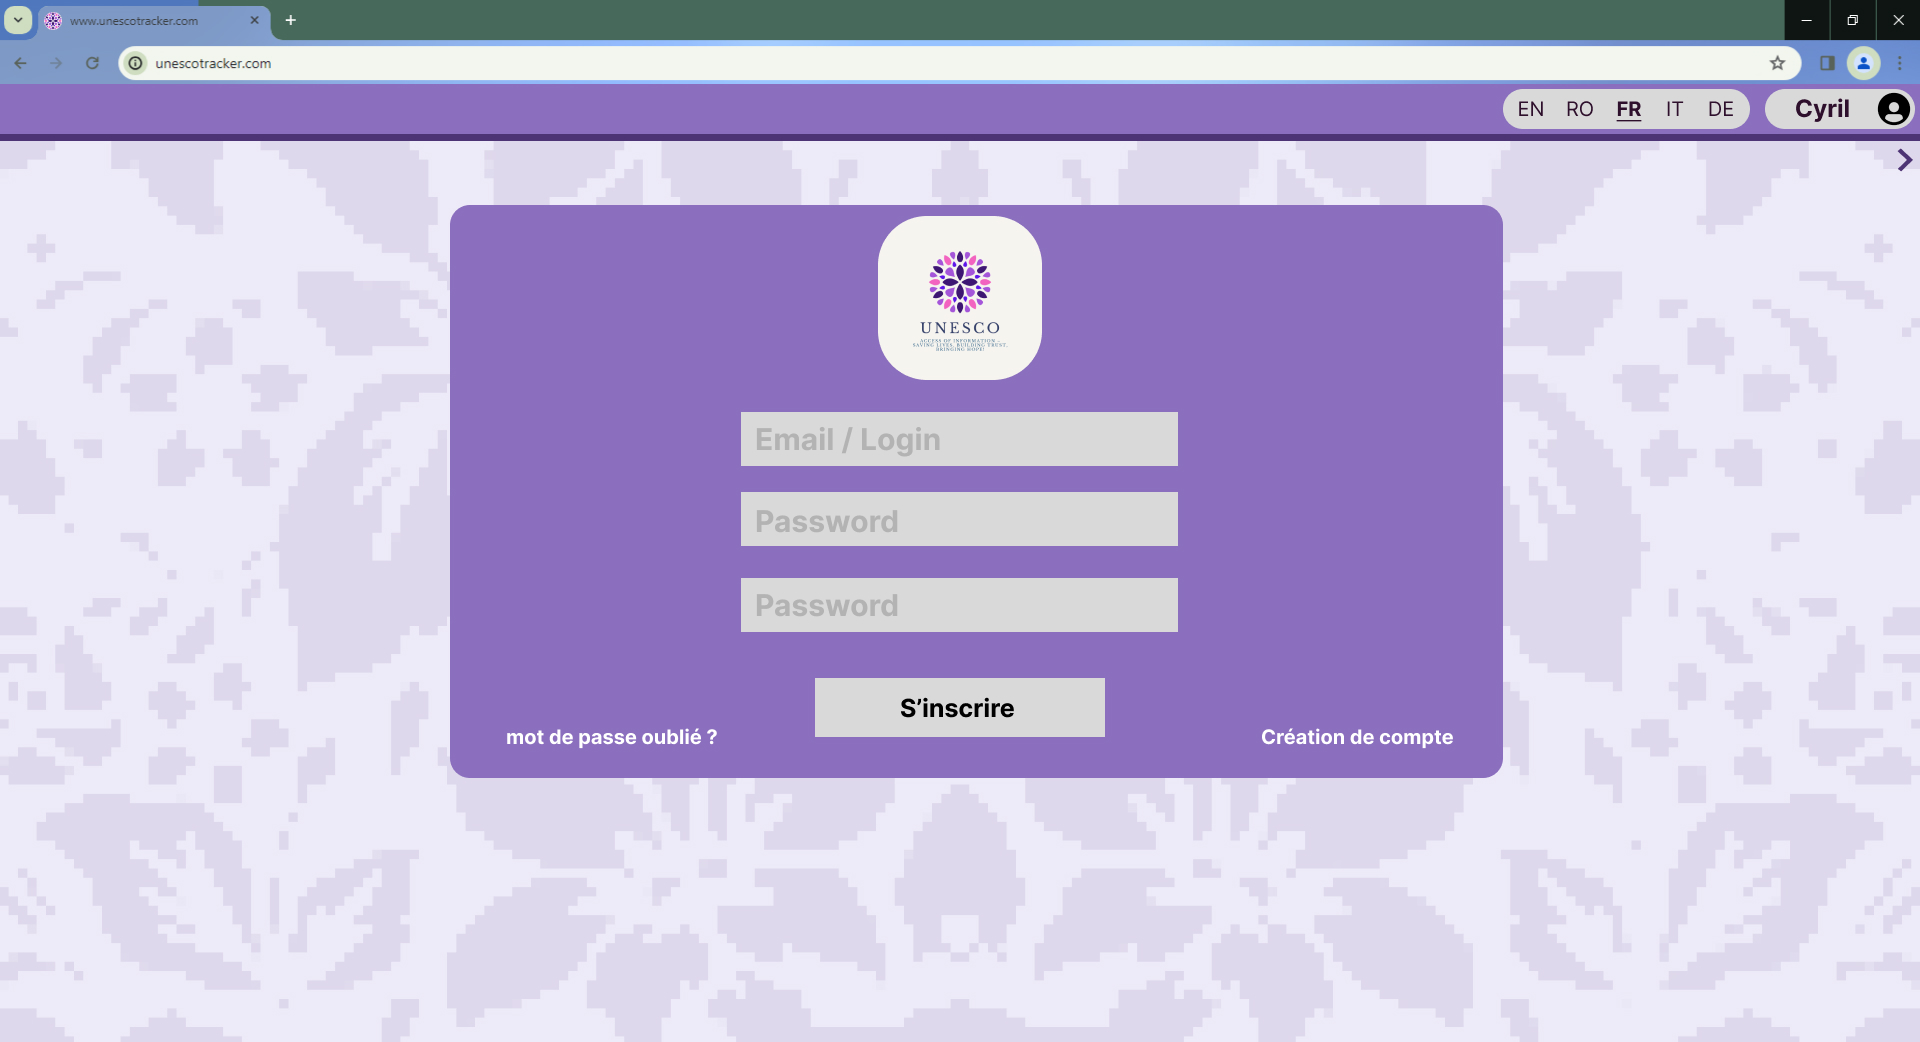 www.unescotracker.com
unescotracker.com
EN RO FR IT DE Cyril
UNESCO
ACCESS OF INFORMATION –
SAVING LIVES, BUILDING TRUST,
BRINGING HOPE!
Email / Login
Password
Password
S’inscrire
mot de passe oublié ?
Création de compte